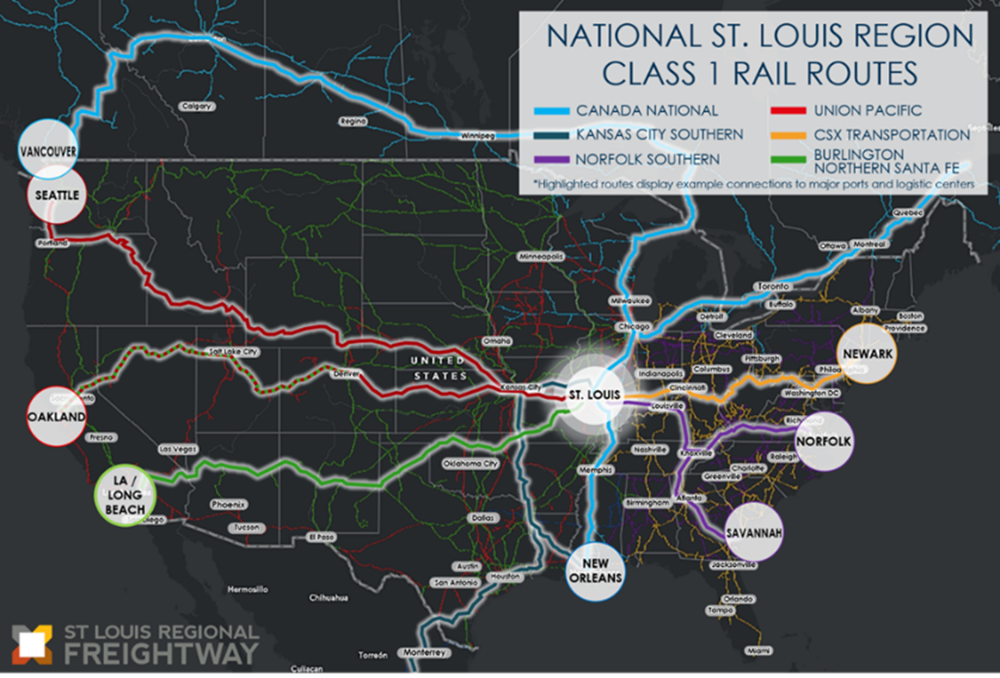 NATIONAL ST. LOUIS REGION
CLASS 1 RAIL ROUTES
CANADA NATIONAL
UNION PACIFIC
KANSAS CITY SOUTHERN
CSX TRANSPORTATION
NORFOLK SOUTHERN
BURLINGTON
NORTHERN SANTA FE
*Highlighted routes display example connections to major ports and logistic centers
Calgary
Regina
Winnipeg
VANCOUVER
SEATTLE
Portland
Quebec
Ottawa
Montreal
Minneapolis
Toronto
Milwaukee
Buffalo
Albany
Boston
Detroit
Providence
Chicago
Cleveland
Omaha
Salt Lake City
NEWARK
UNITED
STATES
Pittsburgh
Denver
Indianapolis
Columbus
Kansas City
ST. LOUIS
Cincinnati
Washington DC
Louisville
OAKLAND
Fresno
NORFOLK
Las Vegas
Nashville
Knoxville
Raleigh
Oklahoma City
Memphis
Charlotte
Greenville
LA /
LONG
BEACH
Phoenix
Birmingham
Atlanta
Dallas
Tucson
SAVANNAH
El Paso
NEW
ORLEANS
Austin
Jacksonville
San Antonio
Houston
Hermosillo
Chihuahua
Orlando
Tampa
ST LOUIS REGIONAL
FREIGHTWAY
Torreón
Monterrey
Miami
Culiacan